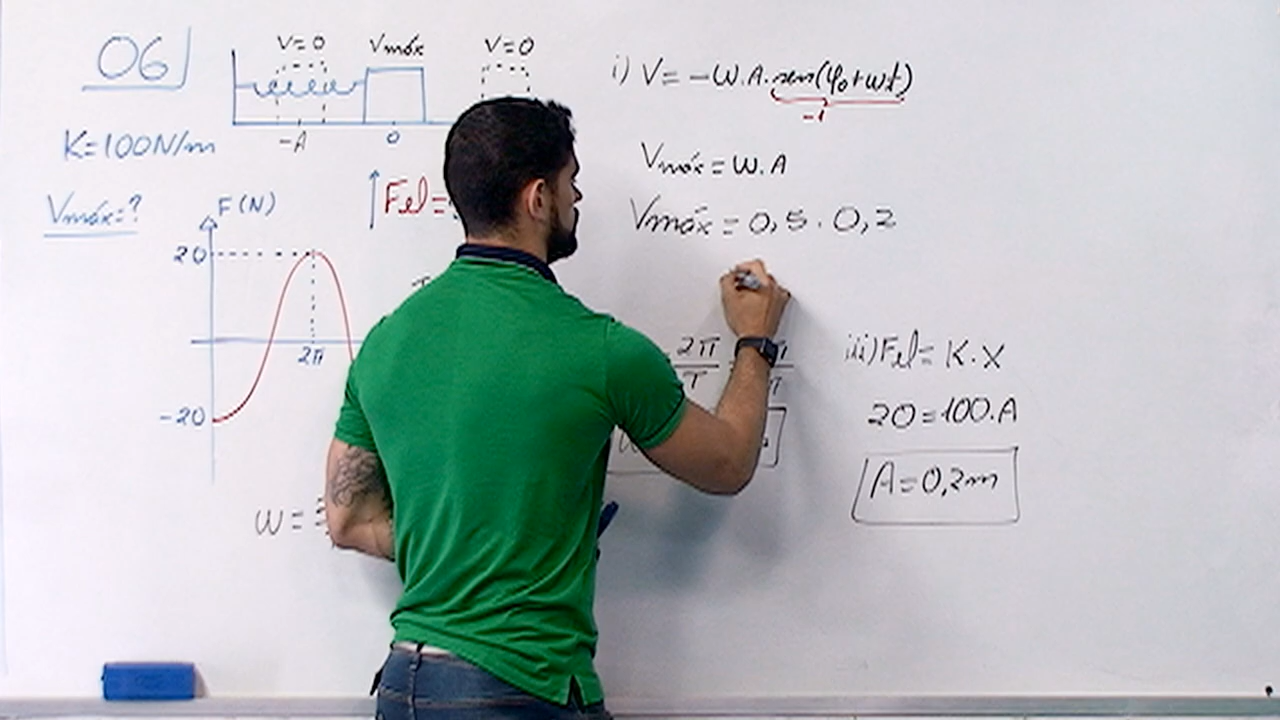 06
V=0 Vmáx V=0
-A 0
K=100N/m
Vmáx=?
F(N)
20
2π
-20
Fel=
W=
i) V= -W.A.sen(φ0+wt)
-1
Vmáx=W.A
Vmáx=0,5.0,2
2π
T
iii) Fel=K.X
20=100.A
A=0,2m